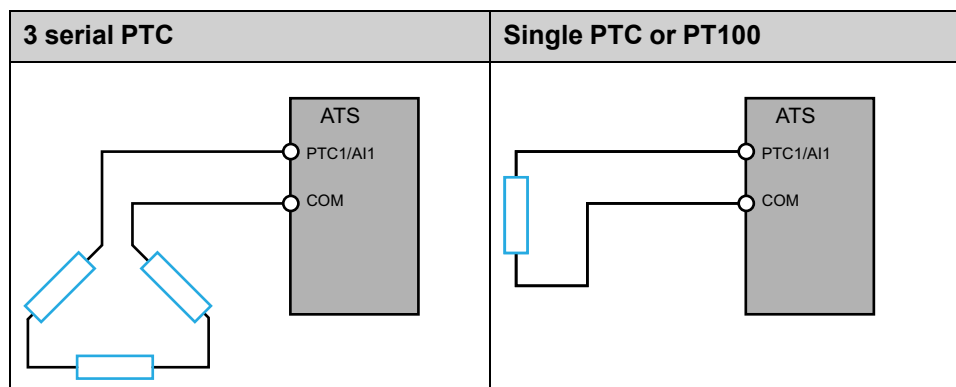 3 serial PTC
Single PTC or PT100
ATS
PTC1/AI1
COM
ATS
PTC1/AI1
COM